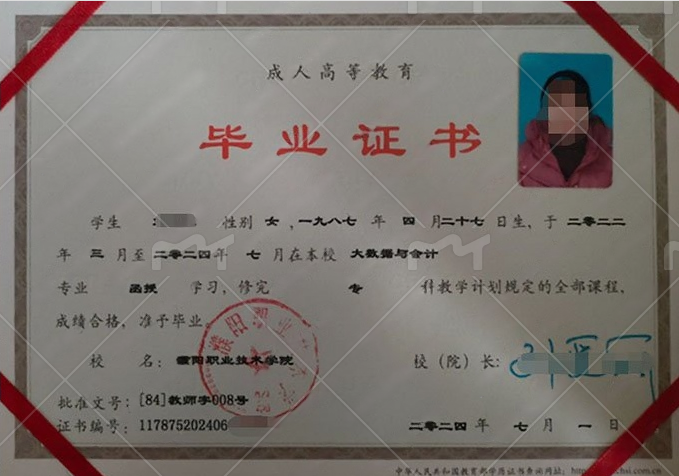 成人高等教育
毕业证书
学生 性别 女, 一九八七 年 四 月二十七日生, 于 二〇二二
年 三 月至 二〇二四年 七 月在本校 大数据与会计
专业 函授 学习, 修完 专 科教学计划规定的全部课程,
成绩合格, 准予毕业。
校 名: 濮阳职业技术学院 校 (院) 长:
批准文号: [84]教师字008号
证书编号: 117875202406 二〇二四年 七月 一日
中华人民共和国教育部学历证书查询网址: http://